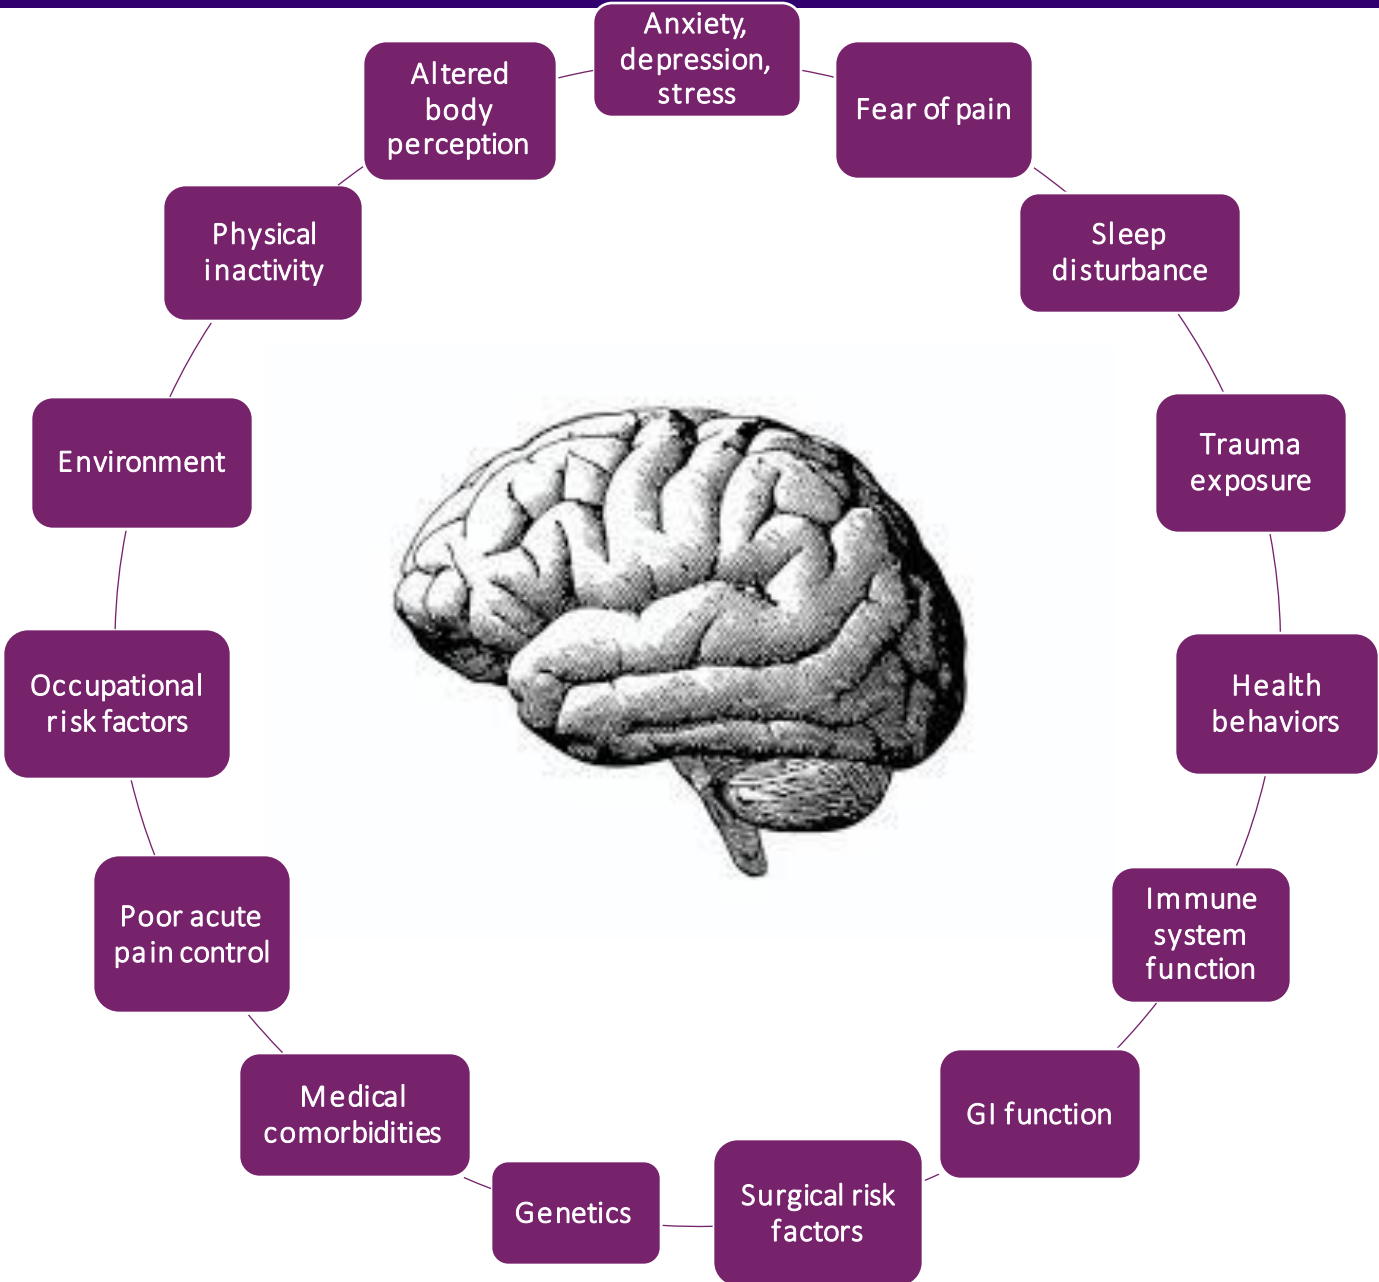 Anxiety,
depression,
stress
Fear of pain
Sleep
disturbance
Trauma
exposure
Health
behaviors
Immune
system
function
GI function
Surgical risk
factors
Genetics
Medical
comorbidities
Poor acute
pain control
Occupational
risk factors
Environment
Physical
inactivity
Altered
body
perception